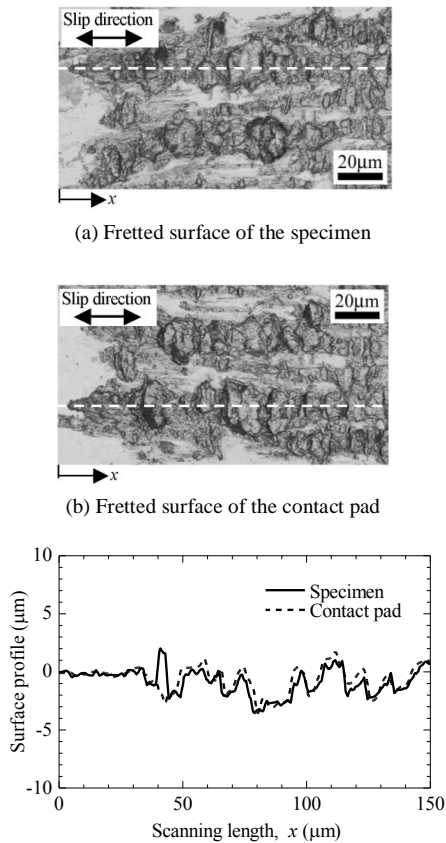 Slip direction
20μm
x
(a) Fretted surface of the specimen
Slip direction
20μm
x
(b) Fretted surface of the contact pad
10
5
0
-5
-10
Surface profile (μm)
Specimen
Contact pad
0 50 100 150
Scanning length, x (μm)